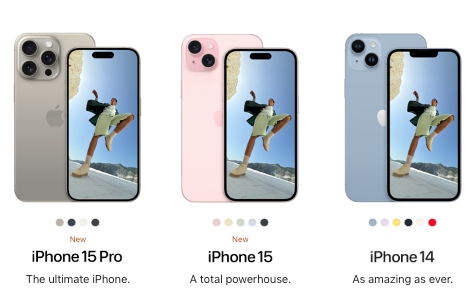 New
iPhone 15 Pro
The ultimate iPhone.
New
iPhone 15
A total powerhouse.
iPhone 14
As amazing as ever.